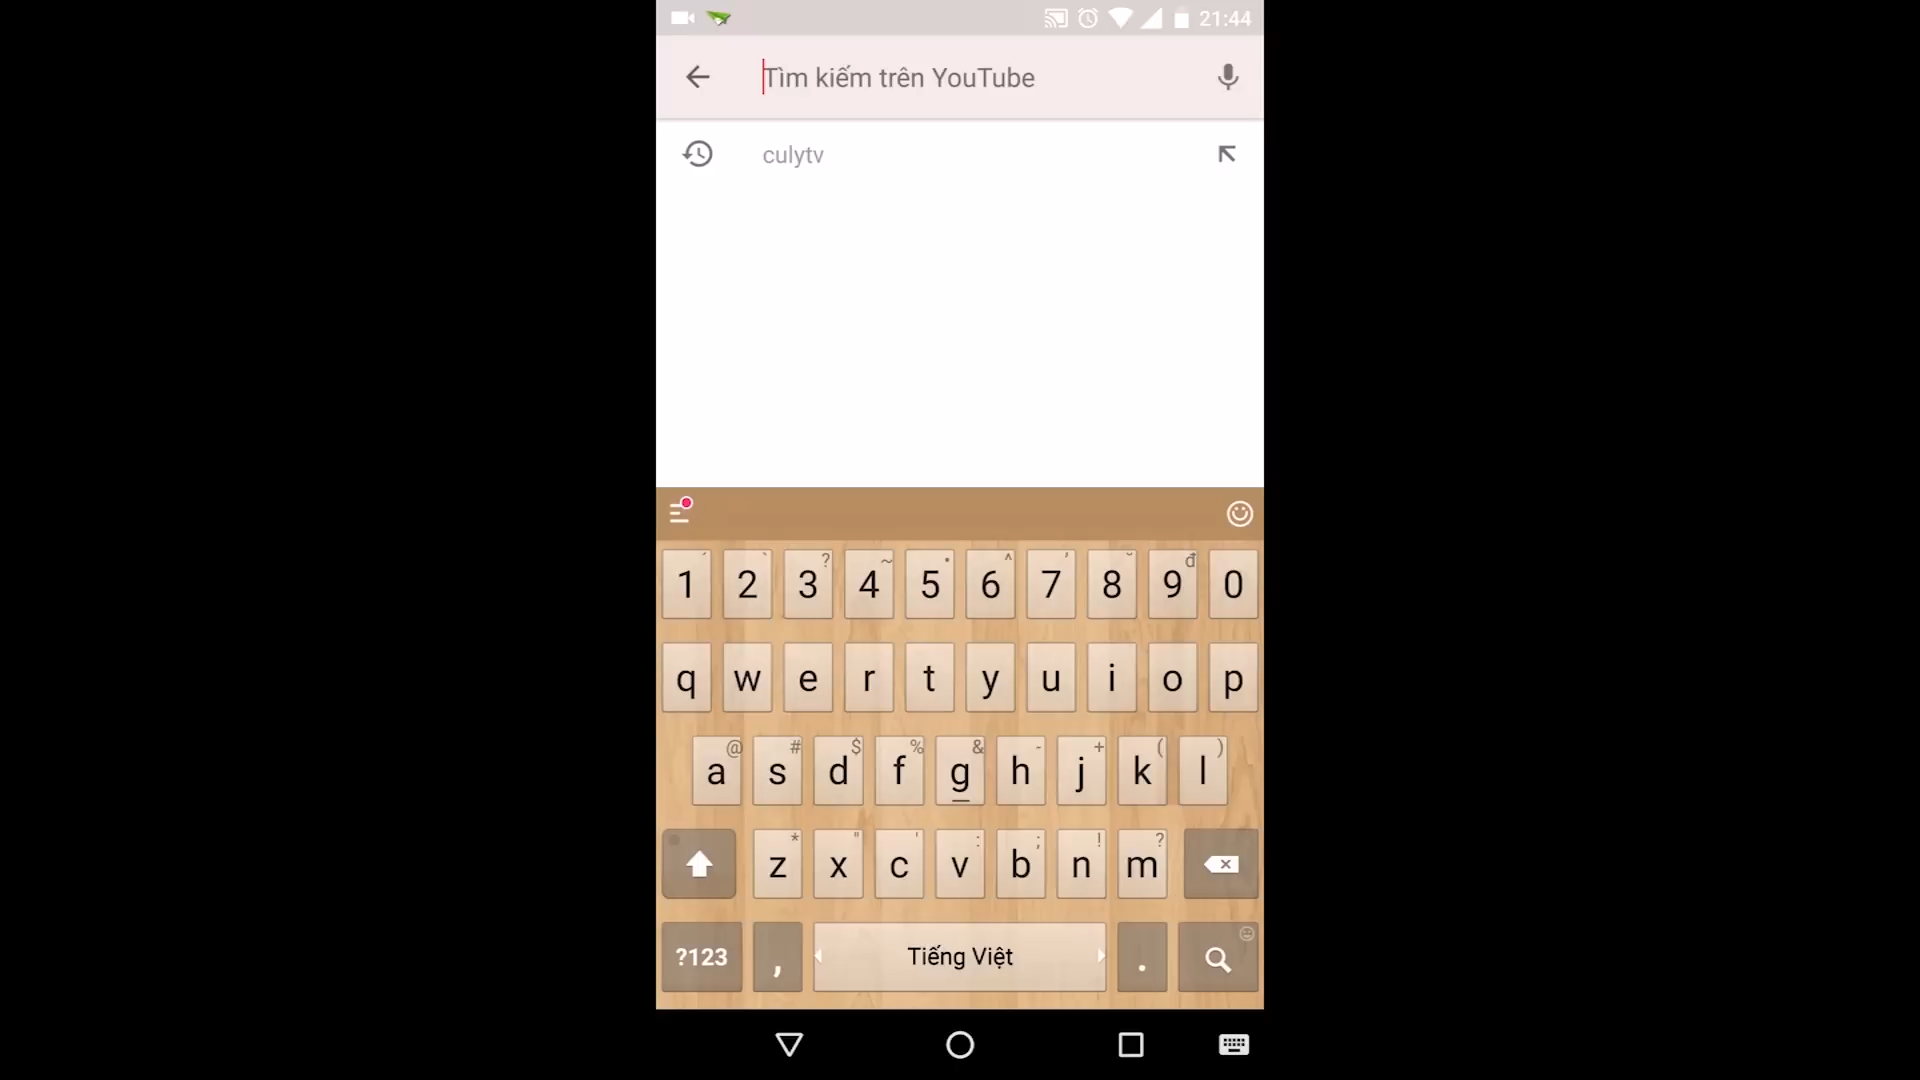 21:44
Tìm kiếm trên YouTube
culytv
1 2 3 4 5 6 7 8 9 0
q w e r t y u i o p
a s d f g h j k l
z x c v b n m
?123 , Tiếng Việt .